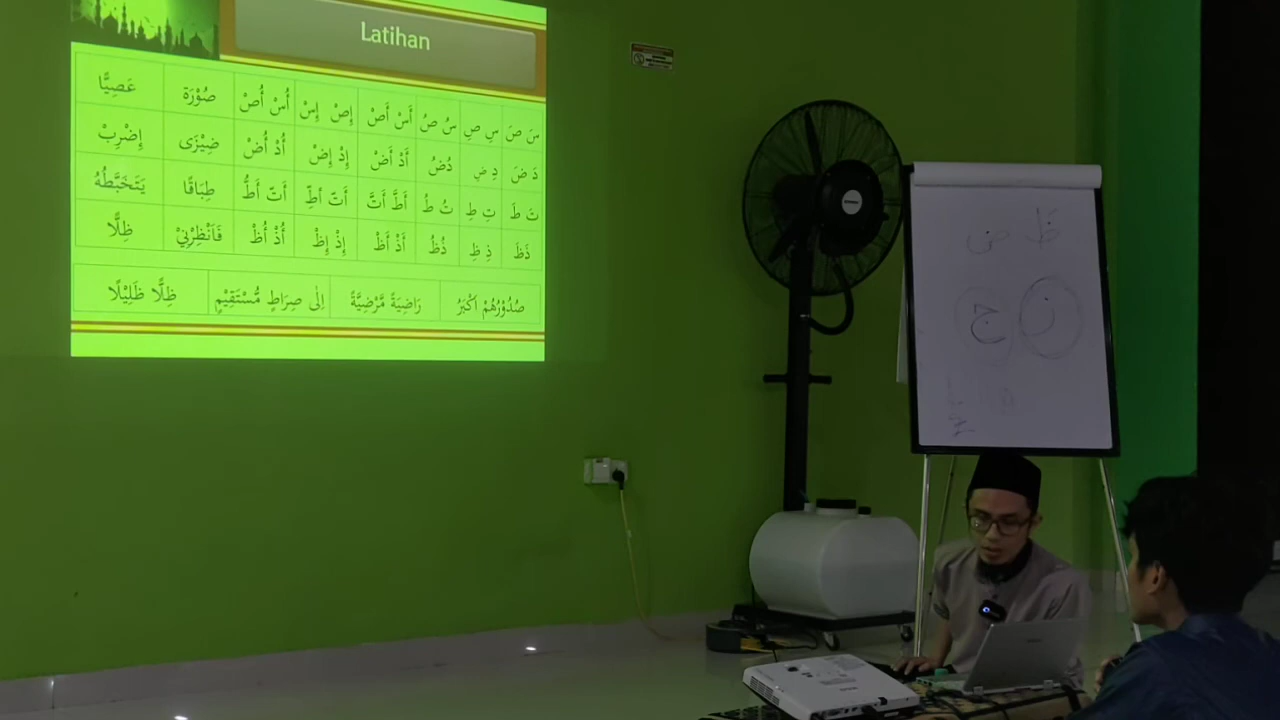 Latihan
سَ صَ سِ صِ سُ صُ أَسْ أَصْ إِصْ إِسْ أُسْ أُصْ صُوْرَة عَصِيًّا
دَ ضَ دِ ضِ دُضُ أَدْ أَضْ إِدْ إِضْ أُدْ أُضْ ضِيْزَى إِضْرِبْ
تَ طَ تِ طِ تُ طُ أَطَّ أَتَّ أَتِّ أَطِّ أَتّ أَطُّ طِبَاقًا يَتَخَبَّطُهُ
ذَظَ ذِ ظِ ذُظُ أَذْ أَظْ إِذْ إِظْ أُذْ أُظْ فَانْظِرْنِيْ ظِلًّا
صُدُوْرُهُمْ اَكْبَرُ رَاضِيَةً مَّرْضِيَّةً اِلٰى صِرَاطٍ مُّسْتَقِيْمٍ ظِلًّا ظَلِيْلًا
ظَ ض
ن ج